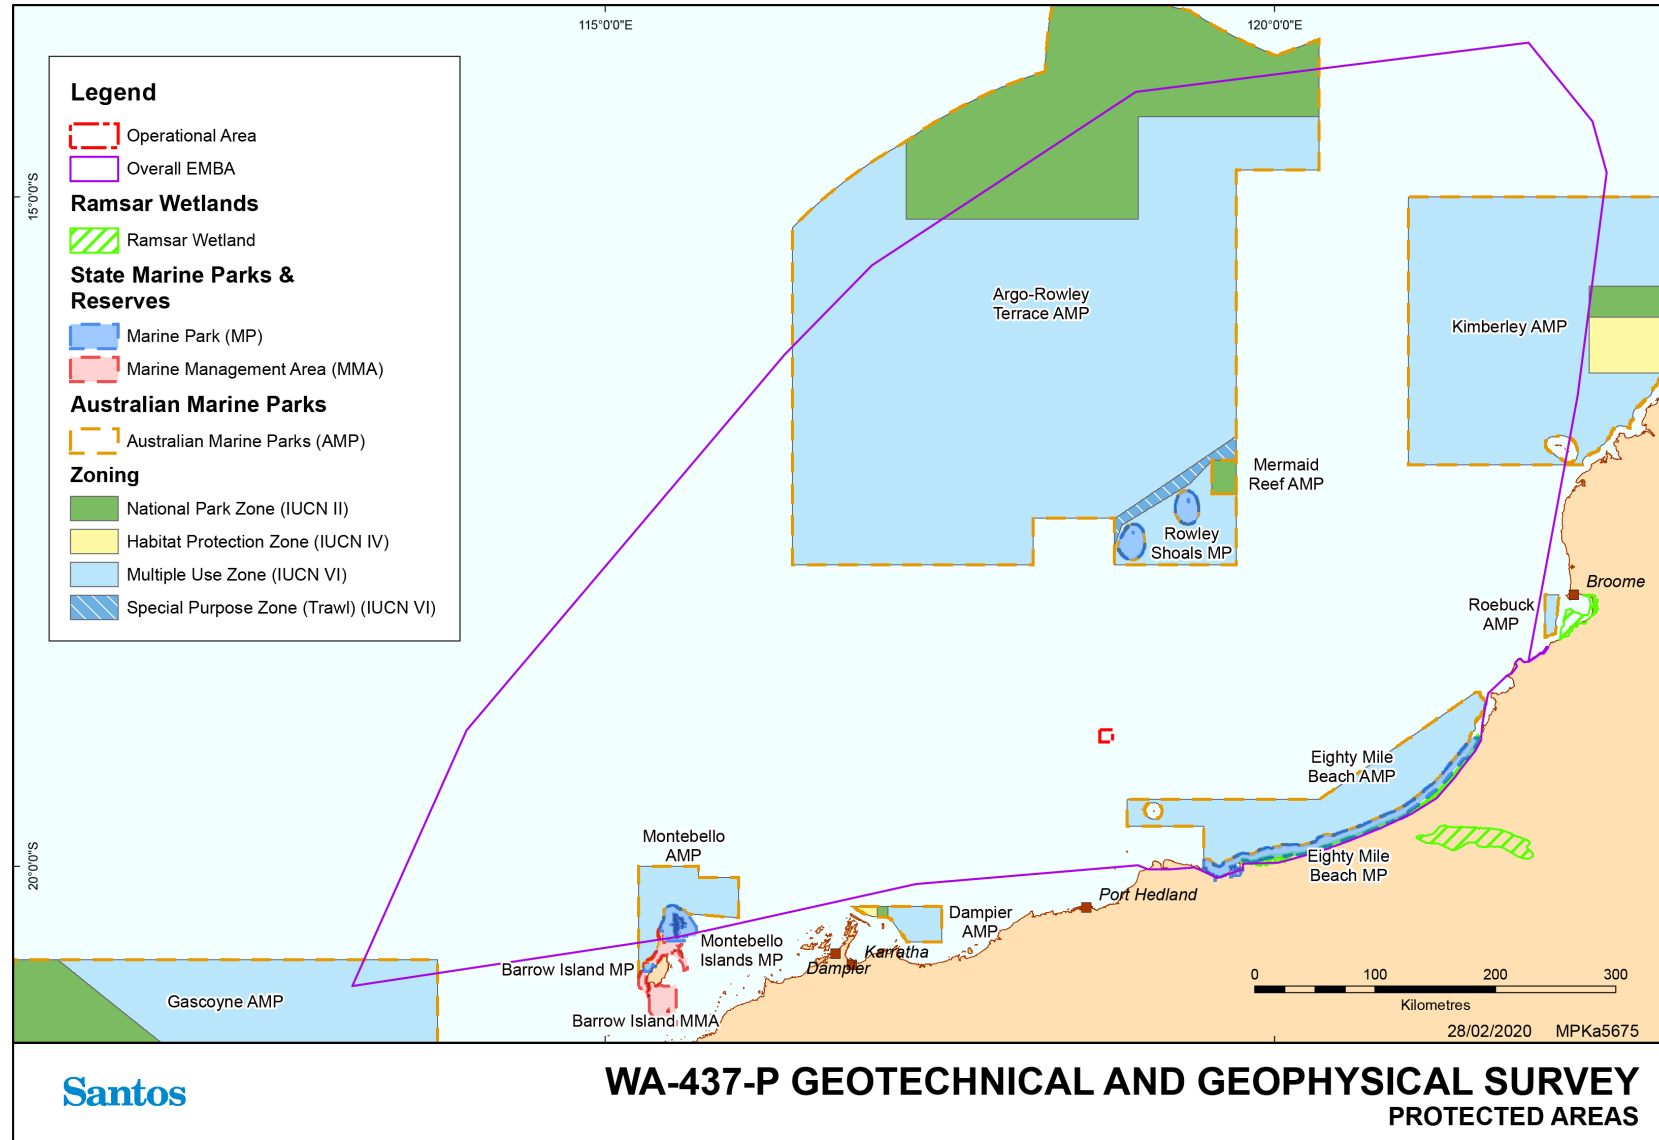 115°0'0"E
120°0'0"E
15°0'0"S
20°0'0"S
Legend
Operational Area
Overall EMBA
Ramsar Wetlands
Ramsar Wetland
State Marine Parks &
Reserves
Marine Park (MP)
Marine Management Area (MMA)
Australian Marine Parks
Australian Marine Parks (AMP)
Zoning
National Park Zone (IUCN II)
Habitat Protection Zone (IUCN IV)
Multiple Use Zone (IUCN VI)
Special Purpose Zone (Trawl) (IUCN VI)
Argo-Rowley
Terrace AMP
Kimberley AMP
Mermaid
Reef AMP
Rowley
Shoals MP
Broome
Roebuck
AMP
Eighty Mile
Beach AMP
Eighty Mile
Beach MP
Montebello
AMP
Port Hedland
Dampier
AMP
Montebello
Islands MP
Karratha
Dampier
Barrow Island MP
Gascoyne AMP
Barrow Island MMA
0 100 200 300
Kilometres
28/02/2020 MPKa5675
Santos
WA-437-P GEOTECHNICAL AND GEOPHYSICAL SURVEY
PROTECTED AREAS